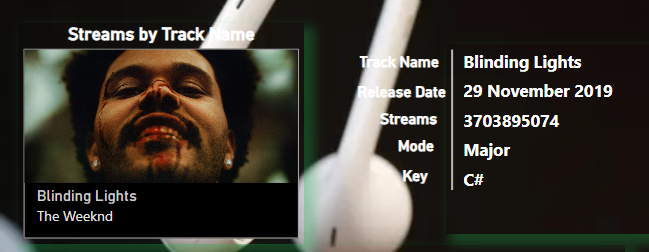 Streams by Track Name
Blinding Lights
The Weeknd
Track Name Blinding Lights
Release Date 29 November 2019
Streams 3703895074
Mode Major
Key C#